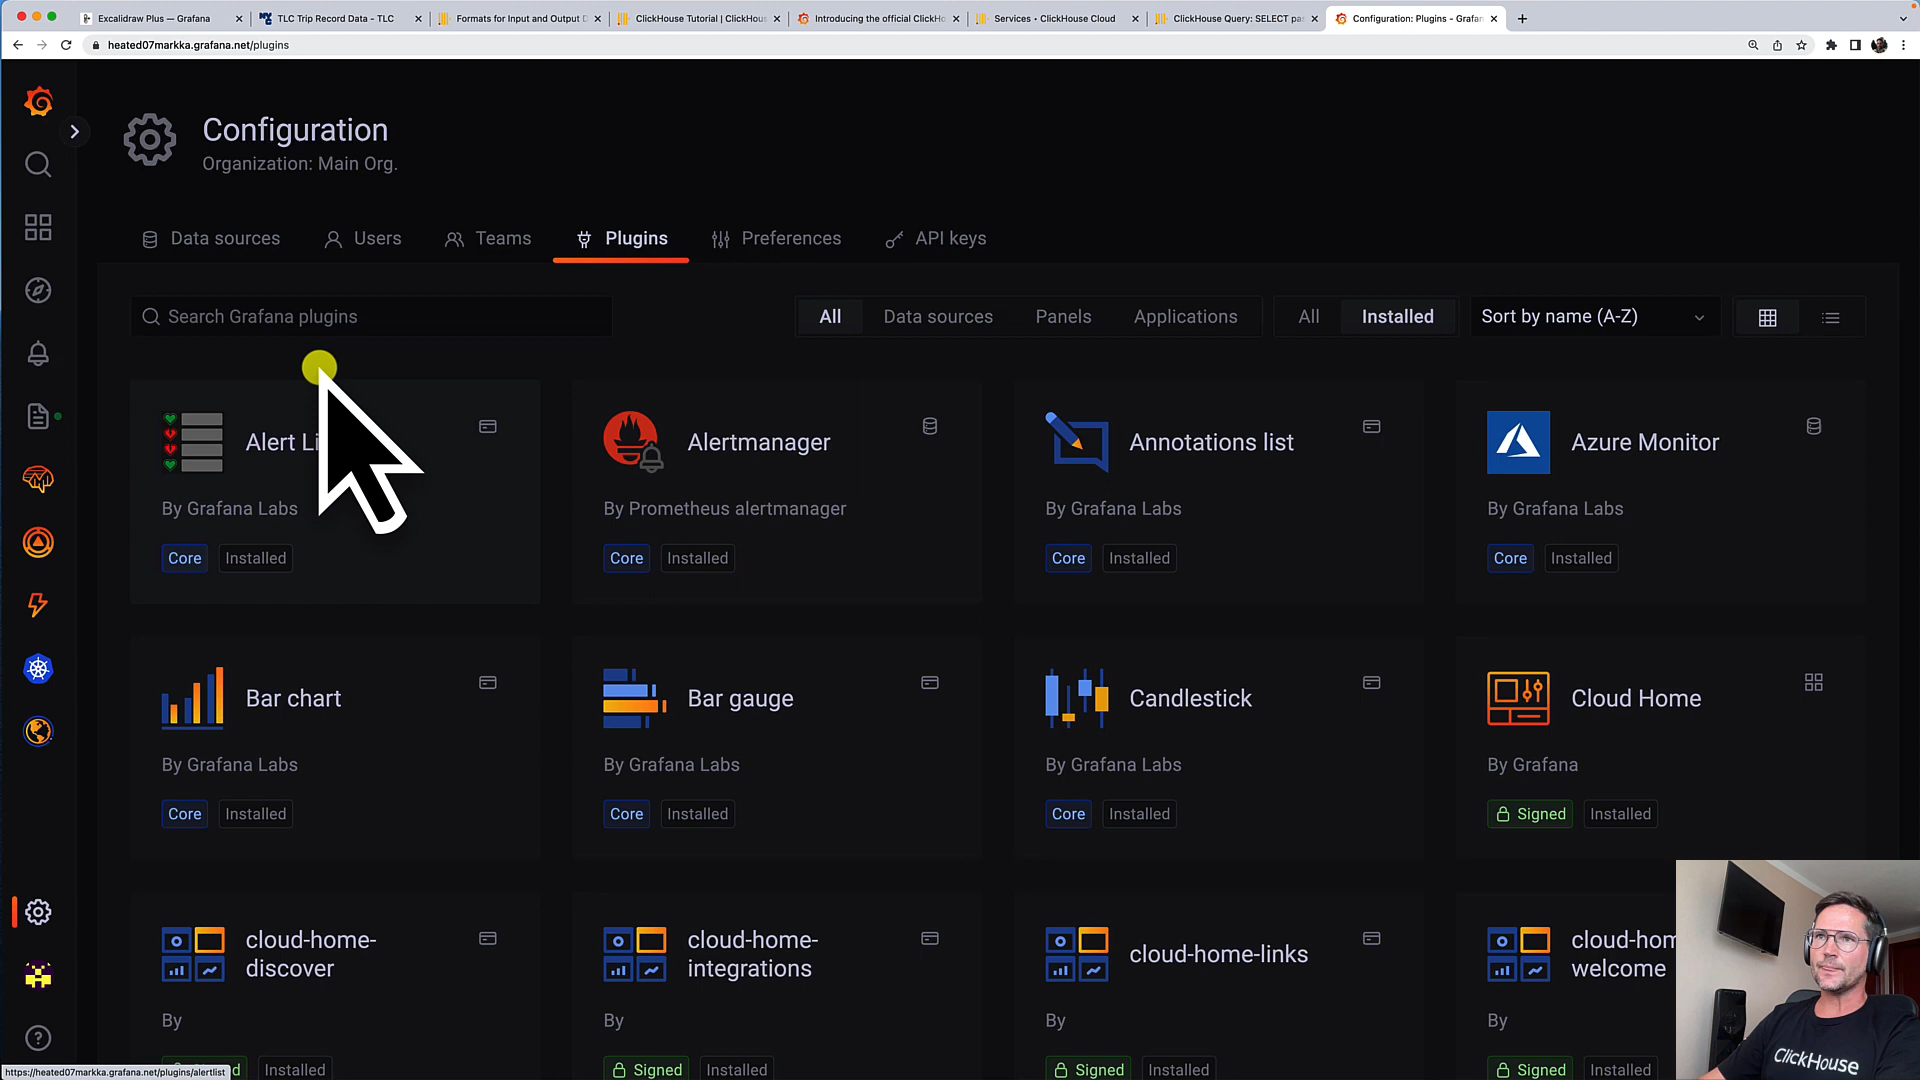 Excalidraw Plus — Grafana
TLC Trip Record Data - TLC
Formats for Input and Output D
ClickHouse Tutorial | ClickHous
Introducing the official ClickHo
Services • ClickHouse Cloud
ClickHouse Query: SELECT pas
Configuration: Plugins - Grafan
heated07markka.grafana.net/plugins
Configuration
Organization: Main Org.
Data sources
Users
Teams
Plugins
Preferences
API keys
Search Grafana plugins
All
Data sources
Panels
Applications
All
Installed
Sort by name (A-Z)
Alert Li
By Grafana Labs
Core
Installed
Alertmanager
By Prometheus alertmanager
Core
Installed
Annotations list
By Grafana Labs
Core
Installed
Azure Monitor
By Grafana Labs
Core
Installed
Bar chart
By Grafana Labs
Core
Installed
Bar gauge
By Grafana Labs
Core
Installed
Candlestick
By Grafana Labs
Core
Installed
Cloud Home
By Grafana
Signed
Installed
cloud-home-
discover
By
d
Installed
cloud-home-
integrations
By
Signed
Installed
cloud-home-links
By
Signed
Installed
cloud-hom
welcome
By
Signed
Installed
https://heated07markka.grafana.net/plugins/alertlist
ClickHouse